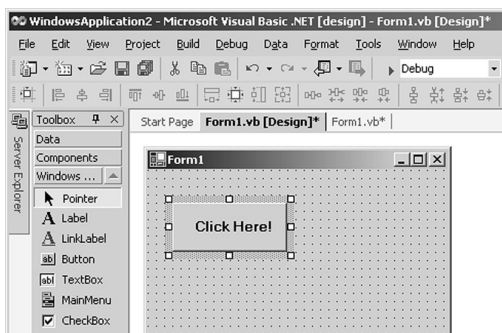 WindowsApplication2 - Microsoft Visual Basic .NET [design] - Form1.vb [Design]*
File Edit View Project Build Debug Data Format Tools Window Help
Debug
Toolbox
Start Page Form1.vb [Design]* Form1.vb*
Server Explorer
Data
Components
Windows ...
Form1
Pointer
A Label
A LinkLabel
ab Button
abl TextBox
MainMenu
CheckBox
Click Here!